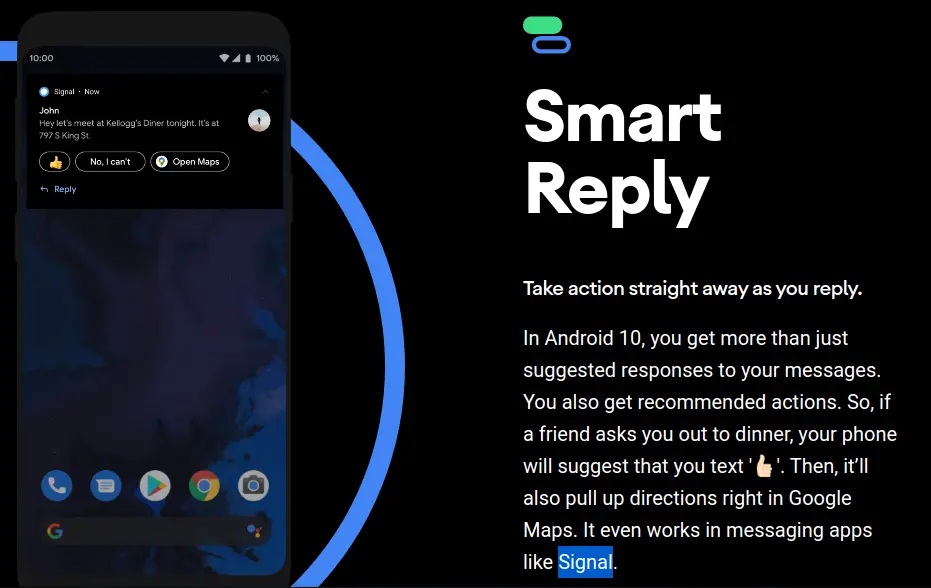 10:00 100%
Signal • Now
John
Hey let's meet at Kellogg's Diner tonight. It's at
797 S King St.
👍 No, I can't Open Maps
Reply
G
Smart
Reply
Take action straight away as you reply.
In Android 10, you get more than just
suggested responses to your messages.
You also get recommended actions. So, if
a friend asks you out to dinner, your phone
will suggest that you text '👍🏻'. Then, it’ll
also pull up directions right in Google
Maps. It even works in messaging apps
like Signal.